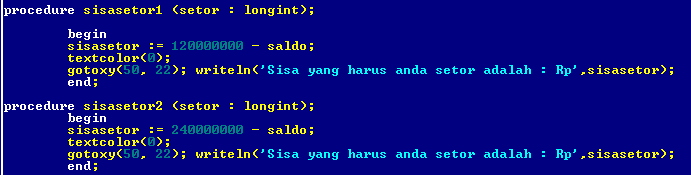 procedure sisasetor1 (setor : longint);
begin
sisasetor := 120000000 - saldo;
textcolor(0);
gotoxy(50, 22); writeln('Sisa yang harus anda setor adalah : Rp',sisasetor);
end;
procedure sisasetor2 (setor : longint);
begin
sisasetor := 240000000 - saldo;
textcolor(0);
gotoxy(50, 22); writeln('Sisa yang harus anda setor adalah : Rp',sisasetor);
end;